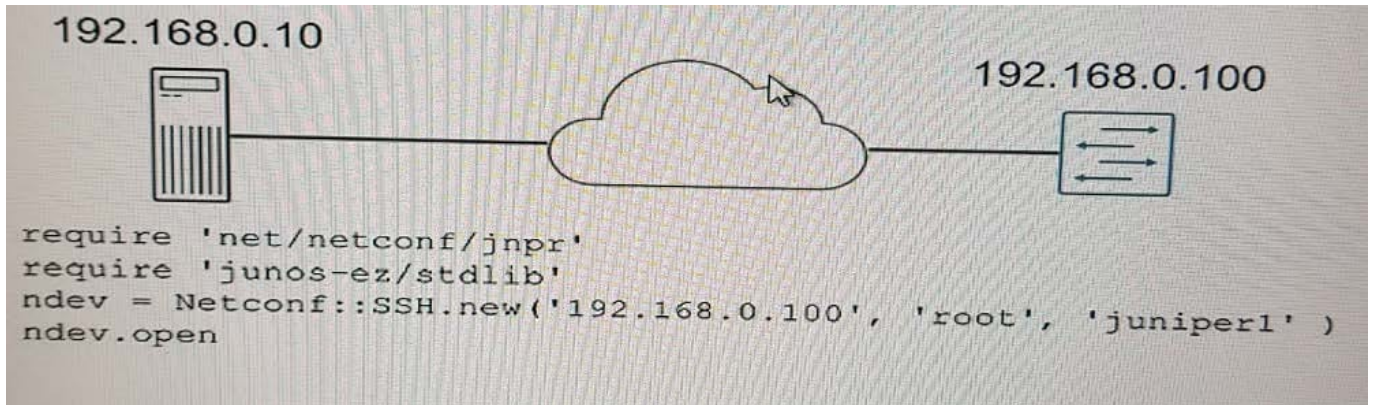 192.168.0.10
192.168.0.100
require 'net/netconf/jnpr'
require 'junos-ez/stdlib'
ndev = Netconf::SSH.new('192.168.0.100', 'root', 'juniper1' )
ndev.open